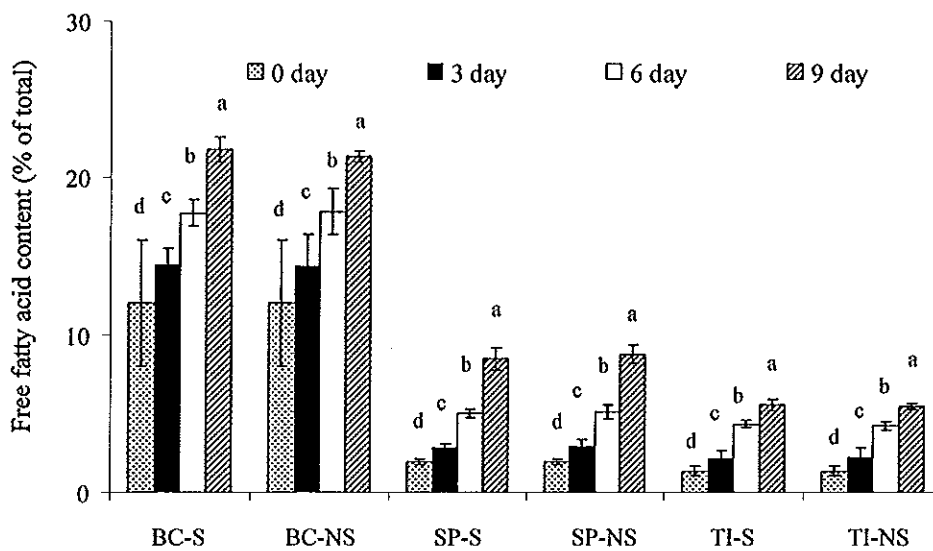 Free fatty acid content (% of total)
30
20
10
0
0 day 3 day 6 day 9 day
d c b a
d c b a
d c b a
d c b a
d c b a
d c b a
BC-S BC-NS SP-S SP-NS TI-S TI-NS